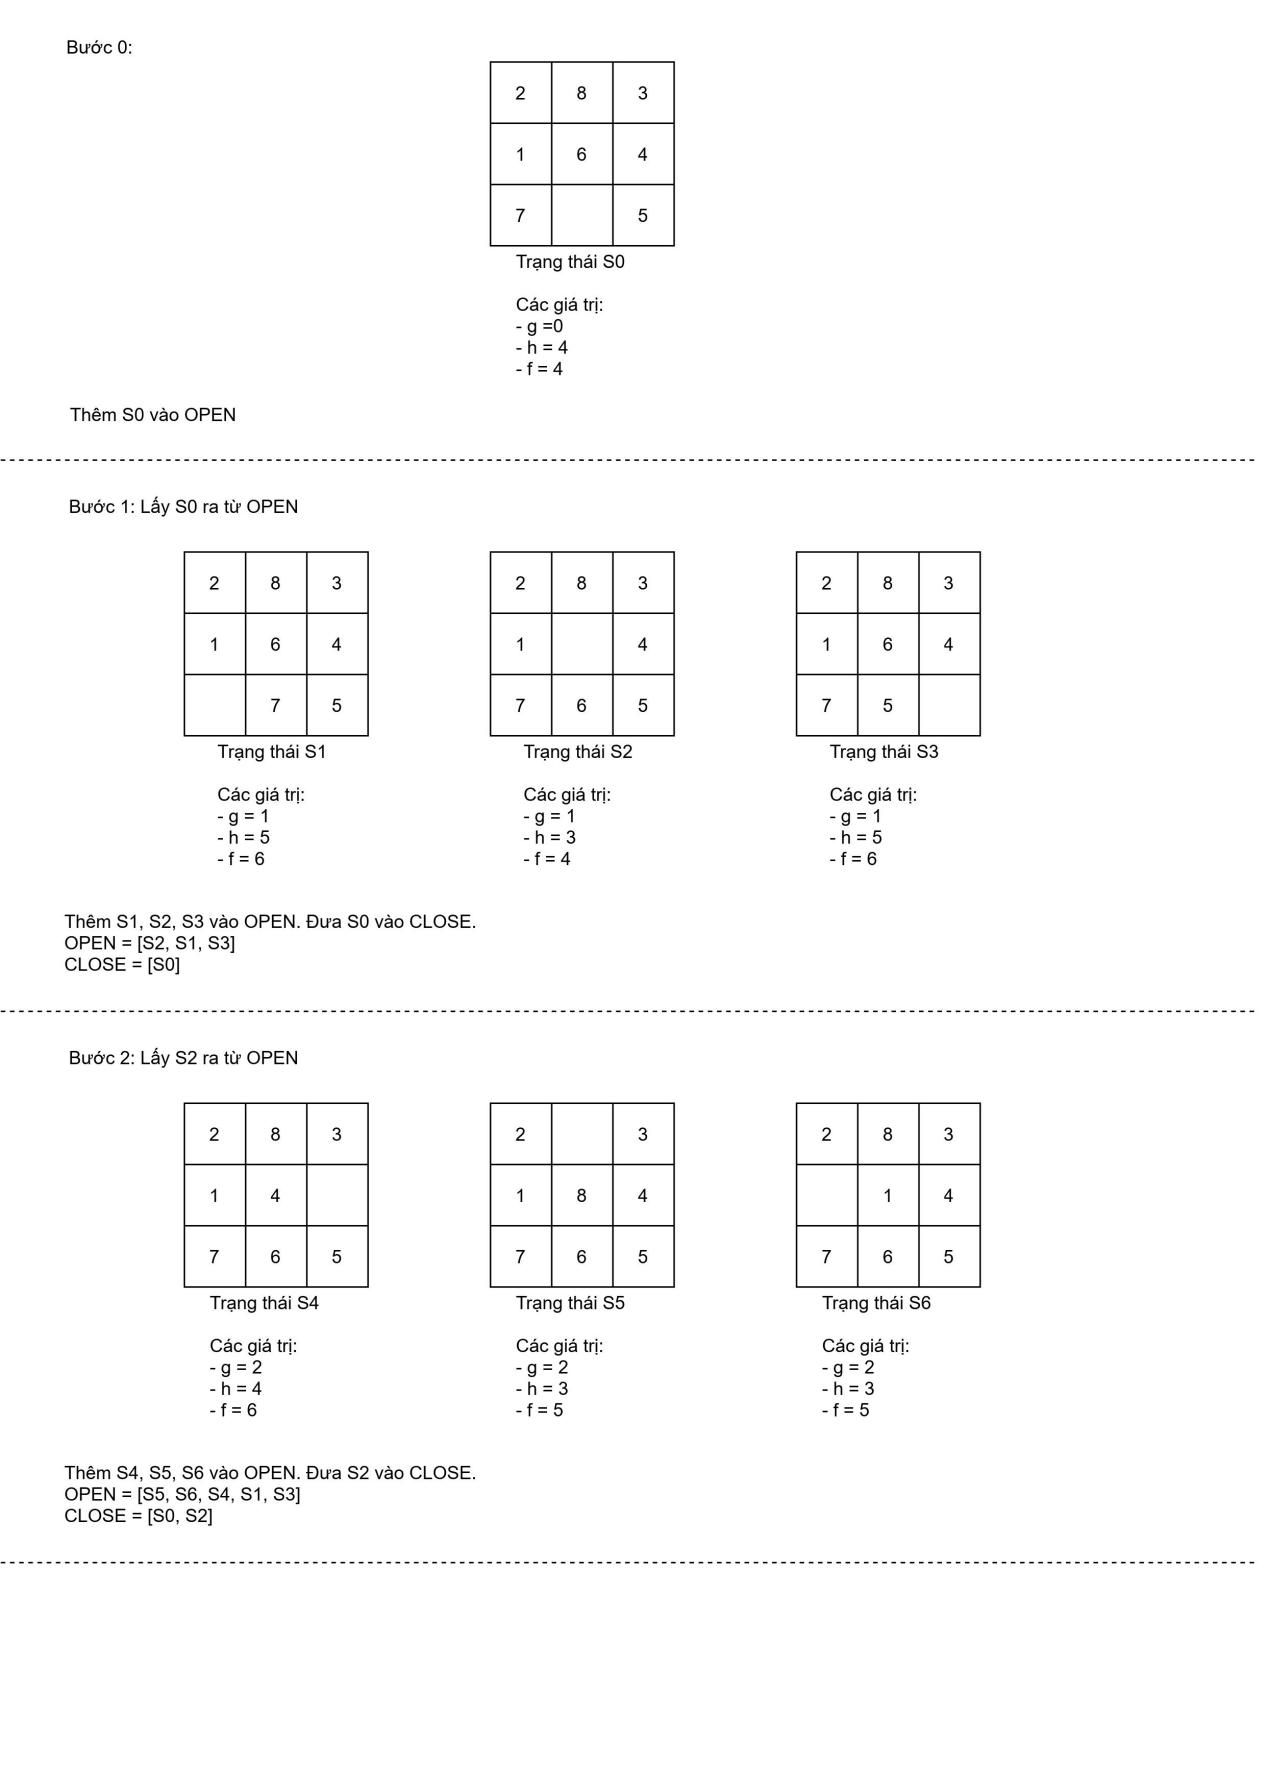 Bước 0:
2 8 3
1 6 4
7 5
Trạng thái S0
Các giá trị:
- g =0
- h = 4
- f = 4
Thêm S0 vào OPEN
Bước 1: Lấy S0 ra từ OPEN
2 8 3 2 8 3 2 8 3
1 6 4 1 4 1 6 4
7 5 7 6 5 7 5
Trạng thái S1
Các giá trị:
- g = 1
- h = 5
- f = 6
Trạng thái S2
Các giá trị:
- g = 1
- h = 3
- f = 4
Trạng thái S3
Các giá trị:
- g = 1
- h = 5
- f = 6
Thêm S1, S2, S3 vào OPEN. Đưa S0 vào CLOSE.
OPEN = [S2, S1, S3]
CLOSE = [S0]
Bước 2: Lấy S2 ra từ OPEN
2 8 3 2 3 2 8 3
1 4 1 8 4 1 4
7 6 5 7 6 5 7 6 5
Trạng thái S4
Các giá trị:
- g = 2
- h = 4
- f = 6
Trạng thái S5
Các giá trị:
- g = 2
- h = 3
- f = 5
Trạng thái S6
Các giá trị:
- g = 2
- h = 3
- f = 5
Thêm S4, S5, S6 vào OPEN. Đưa S2 vào CLOSE.
OPEN = [S5, S6, S4, S1, S3]
CLOSE = [S0, S2]